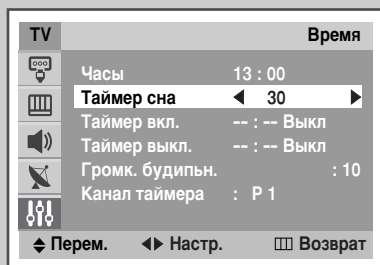 TV Время
Часы 13 : 00
Таймер сна ◀ 30 ▶
Таймер вкл. -- : -- Выкл
Таймер выкл. -- : -- Выкл
Громк. будипьн. : 10
Канал таймера : P 1
Перем. Настр. Возврат